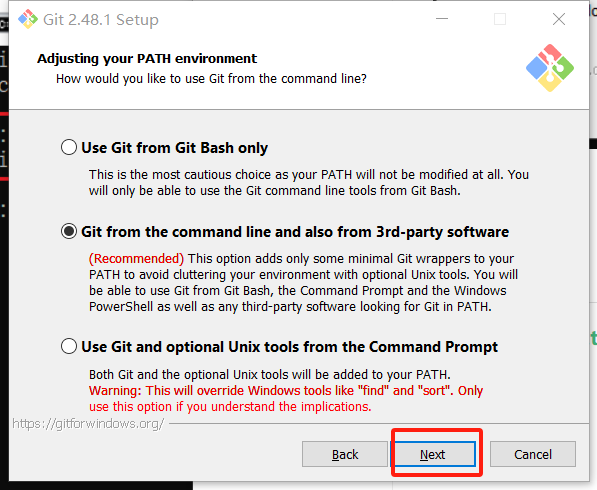 Git 2.48.1 Setup
Adjusting your PATH environment
How would you like to use Git from the command line?
Use Git from Git Bash only
This is the most cautious choice as your PATH will not be modified at all. You
will only be able to use the Git command line tools from Git Bash.
Git from the command line and also from 3rd-party software
(Recommended) This option adds only some minimal Git wrappers to your
PATH to avoid cluttering your environment with optional Unix tools. You will
be able to use Git from Git Bash, the Command Prompt and the Windows
PowerShell as well as any third-party software looking for Git in PATH.
Use Git and optional Unix tools from the Command Prompt
Both Git and the optional Unix tools will be added to your PATH.
Warning: This will override Windows tools like "find" and "sort". Only
use this option if you understand the implications.
https://gitforwindows.org/
Back Next Cancel